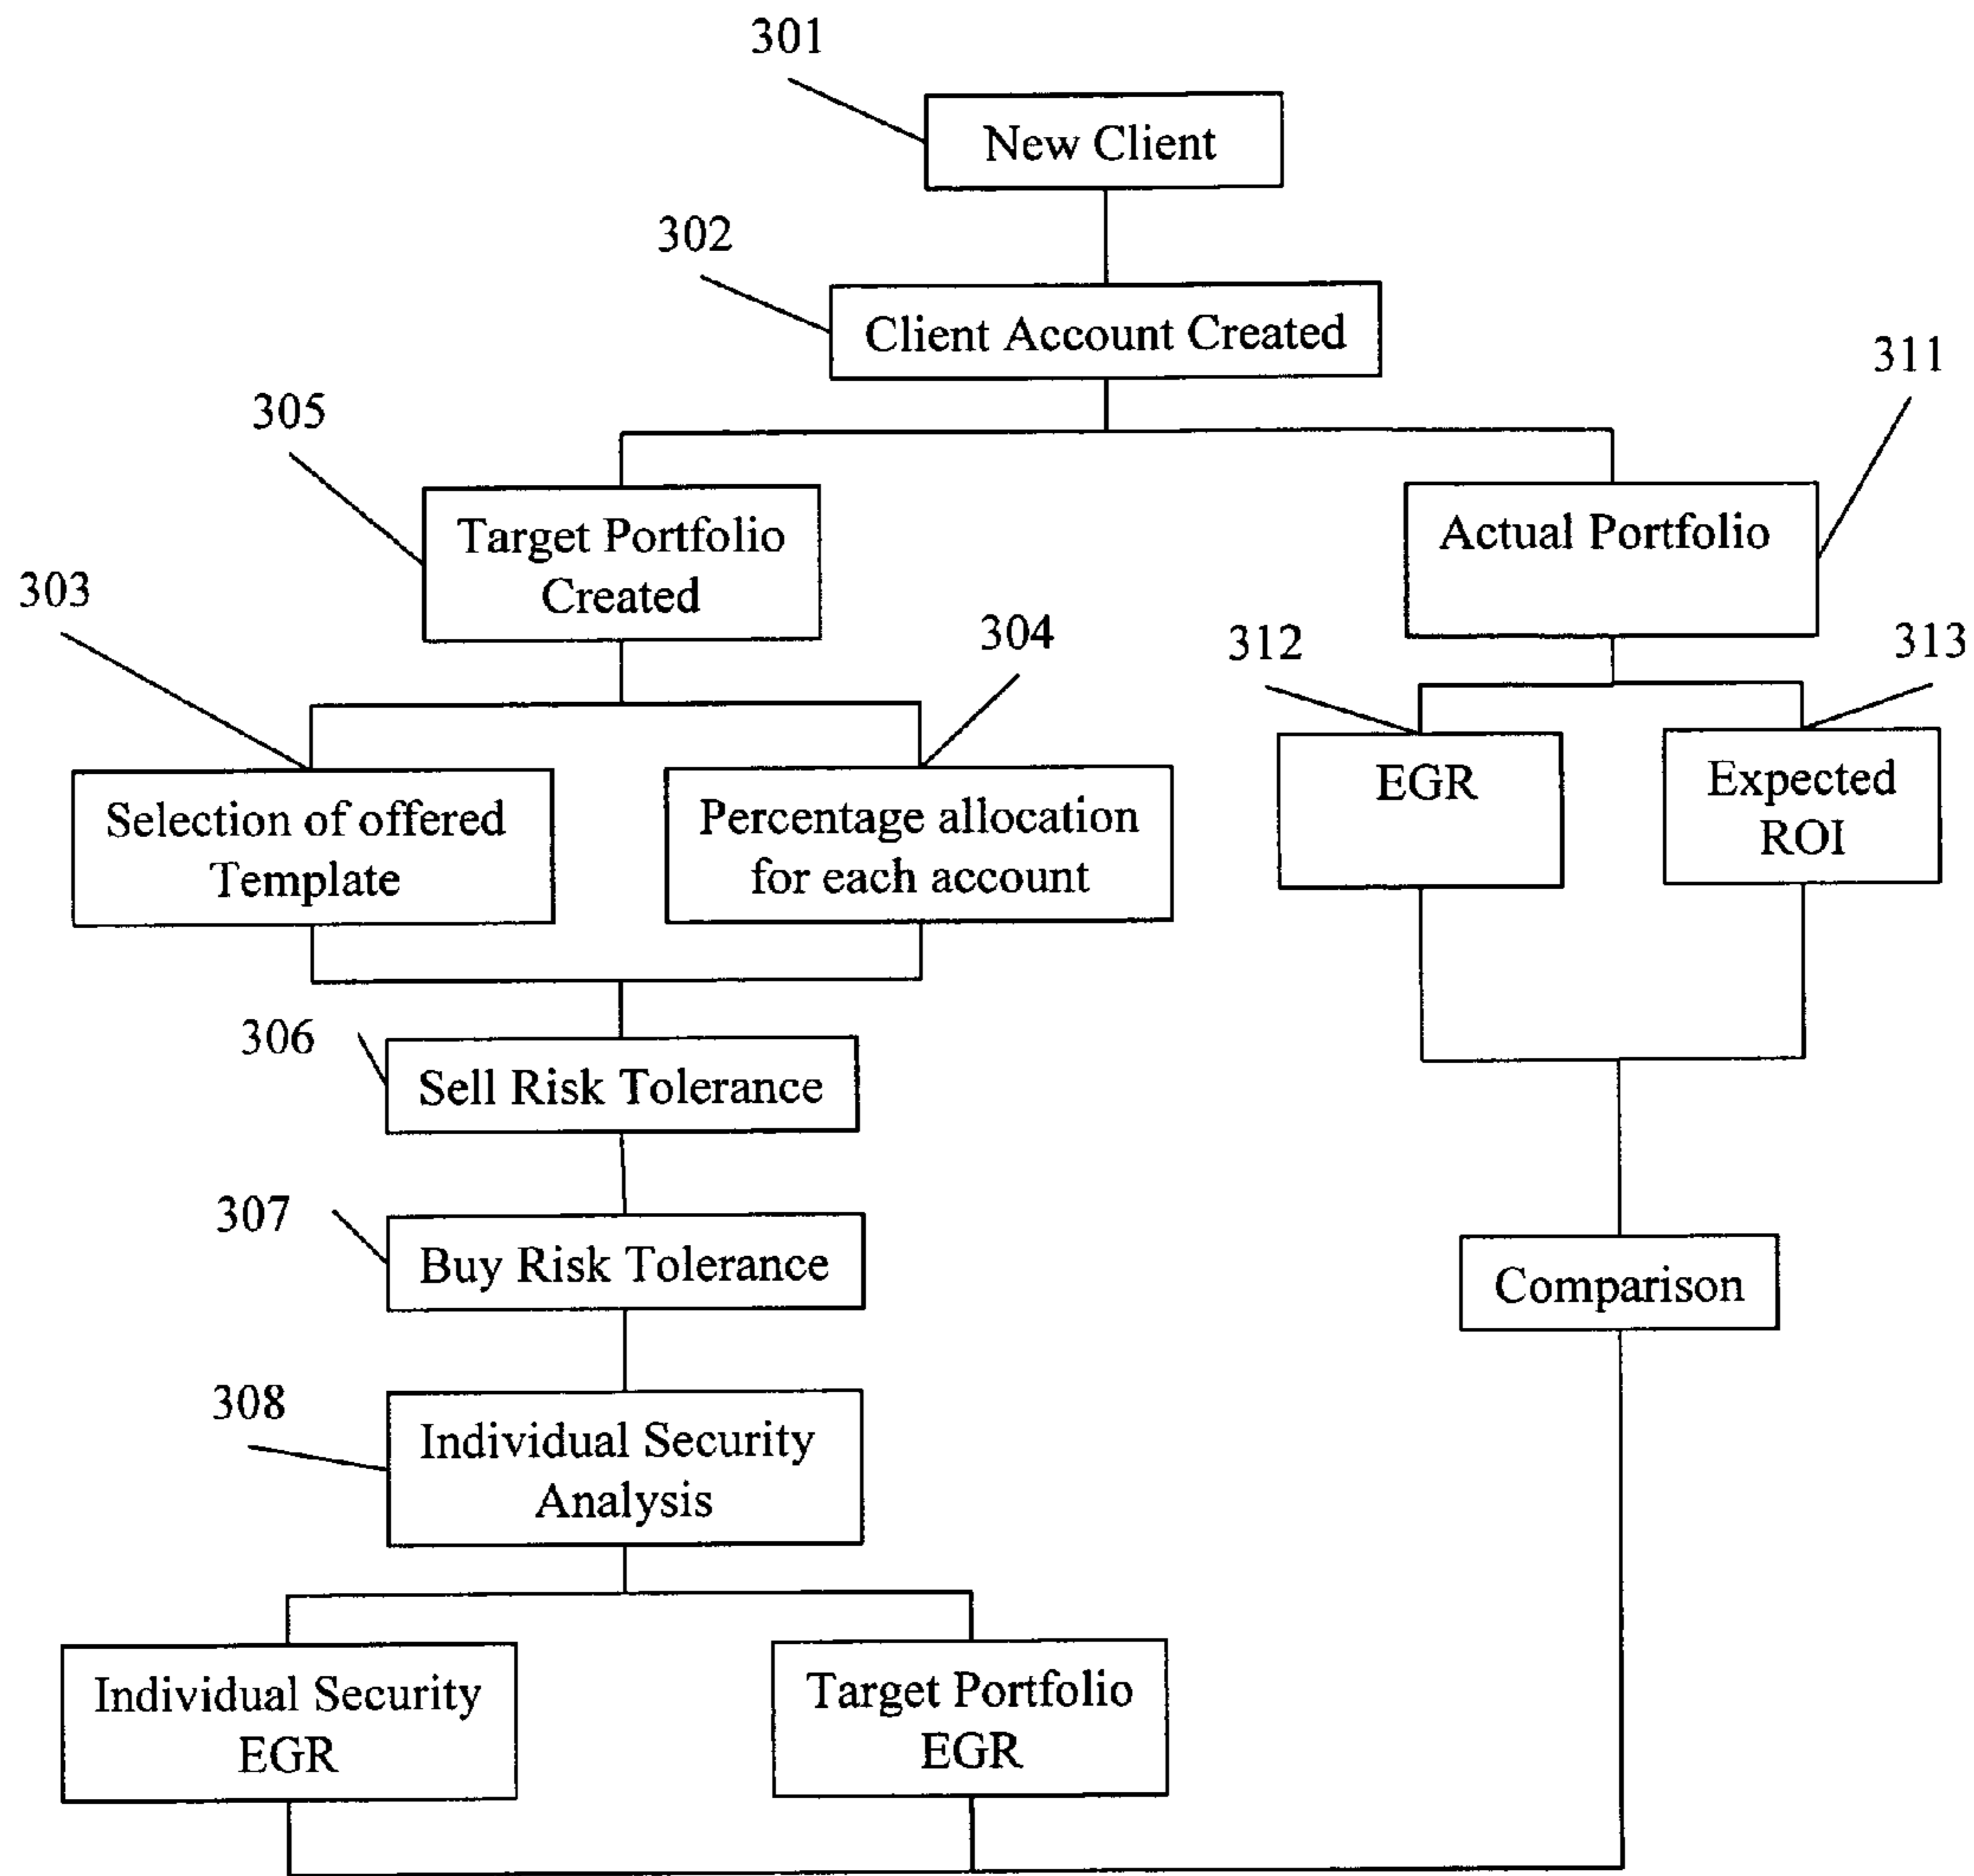 301
New Client
302
Client Account Created
311
305
Target Portfolio
Created
Actual Portfolio
303
304
312
313
Selection of offered
Template
Percentage allocation
for each account
EGR
Expected
ROI
306
Sell Risk Tolerance
307
Buy Risk Tolerance
Comparison
308
Individual Security
Analysis
Individual Security
EGR
Target Portfolio
EGR